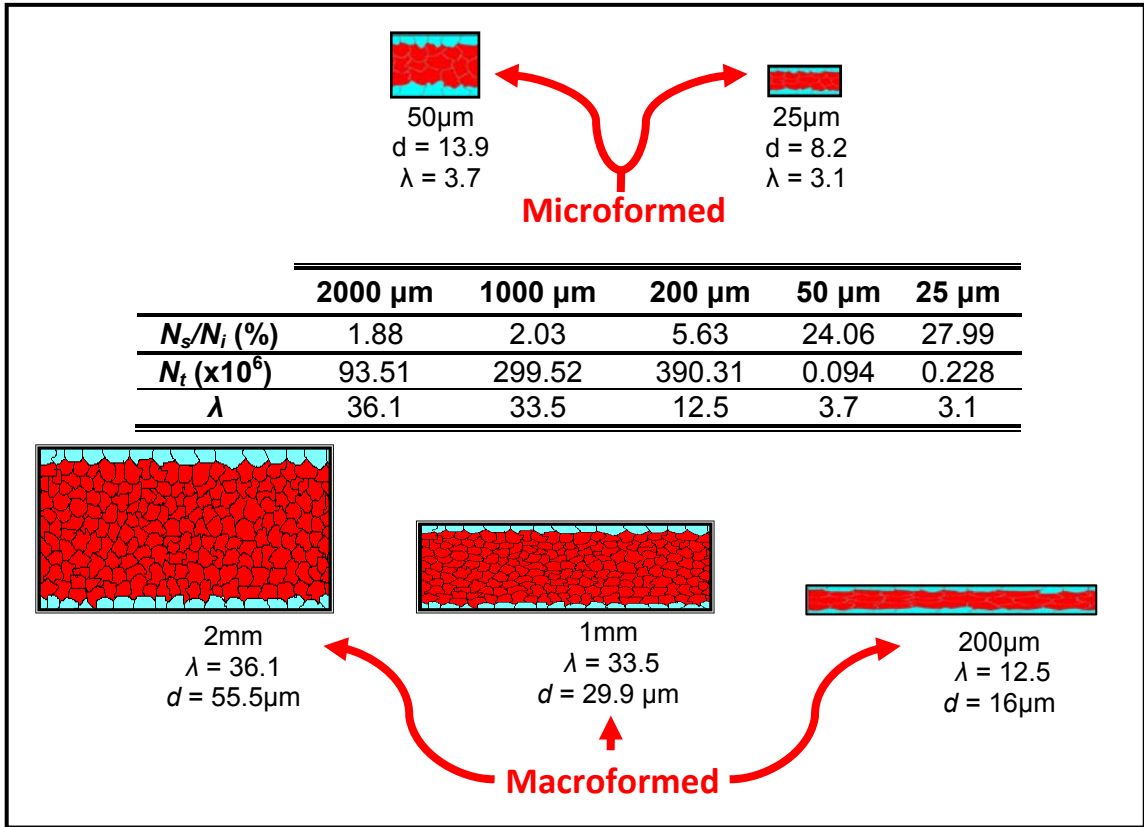 50µm
d = 13.9
λ = 3.7
25µm
d = 8.2
λ = 3.1
Microformed
2000 µm 1000 µm 200 µm 50 µm 25 µm
Ns/Ni (%) 1.88 2.03 5.63 24.06 27.99
Nt (x10⁶) 93.51 299.52 390.31 0.094 0.228
λ 36.1 33.5 12.5 3.7 3.1
2mm
λ = 36.1
d = 55.5µm
1mm
λ = 33.5
d = 29.9 µm
200µm
λ = 12.5
d = 16µm
Macroformed